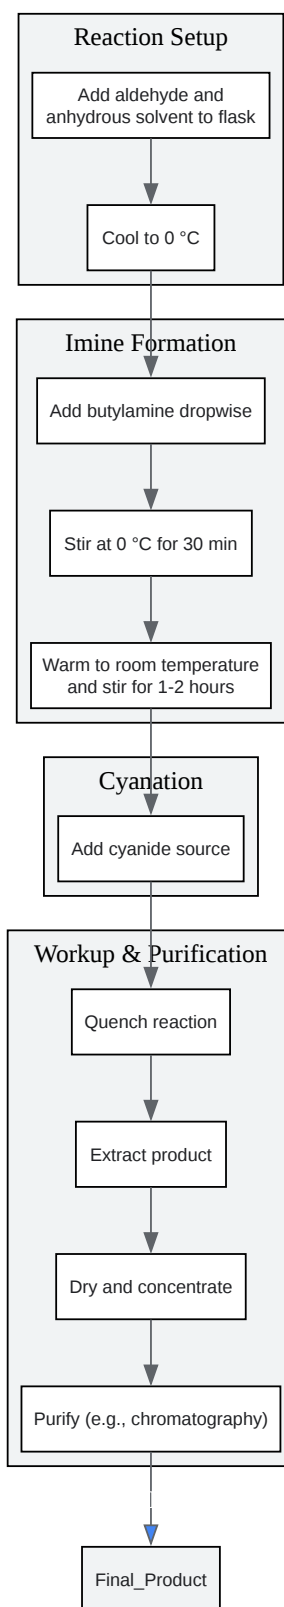 Reaction Setup
Add aldehyde and
anhydrous solvent to flask
Cool to 0 °C
Imine Formation
Add butylamine dropwise
Stir at 0 °C for 30 min
Warm to room temperature
and stir for 1-2 hours
Cyanation
Add cyanide source
Workup & Purification
Quench reaction
Extract product
Dry and concentrate
Purify (e.g., chromatography)
Final_Product